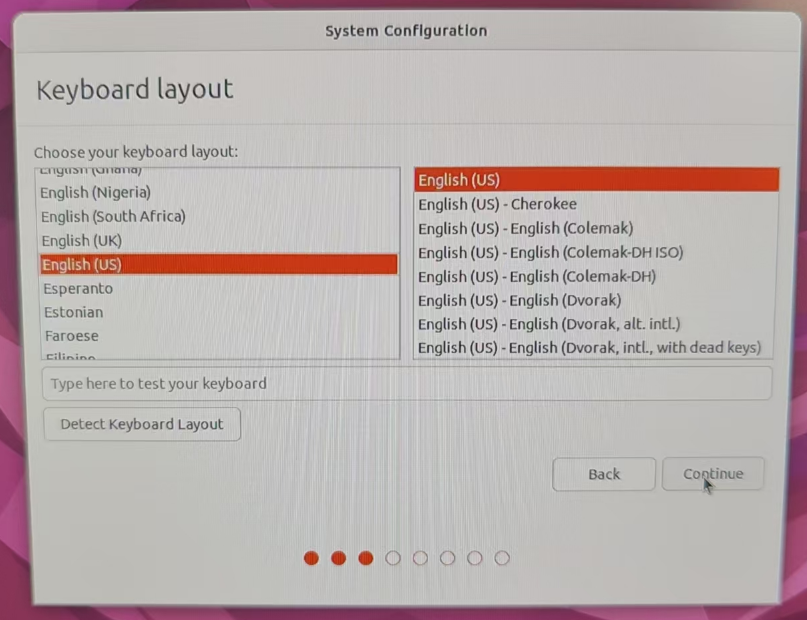 System Configuration
Keyboard layout
Choose your keyboard layout:
English (Ghana)
English (Nigeria)
English (South Africa)
English (UK)
English (US)
Esperanto
Estonian
Faroese
Filipino
English (US)
English (US) - Cherokee
English (US) - English (Colemak)
English (US) - English (Colemak-DH ISO)
English (US) - English (Colemak-DH)
English (US) - English (Dvorak)
English (US) - English (Dvorak, alt. intl.)
English (US) - English (Dvorak, intl., with dead keys)
Type here to test your keyboard
Detect Keyboard Layout
Back
Continue